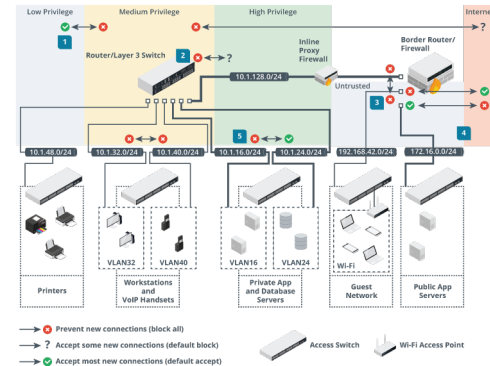 Low Privilege
Medium Privilege
High Privilege
Interne
1
?
Router/Layer 3 Switch
2
?
Inline
Proxy
Firewall
Border Router/
Firewall
10.1.128.0/24
Untrusted
3
4
5
10.1.48.0/24
10.1.32.0/24
10.1.40.0/24
10.1.16.0/24
10.1.24.0/24
192.168.42.0/24
172.16.0.0/24
VLAN32
VLAN40
VLAN16
VLAN24
Wi-Fi
Printers
Workstations
and
VoIP Handsets
Private App
and Database
Servers
Guest
Network
Public App
Servers
Prevent new connections (block all)
? Accept some new connections (default block)
Accept most new connections (default accept)
Access Switch
Wi-Fi Access Point